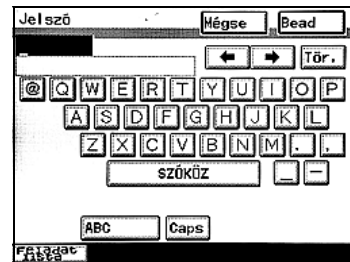 Jelszó Mégse Bead
← → Tör.
@ Q W E R T Y U I O P
A S D F G H J K L
Z X C V B N M . ,
SZÓKÖZ _ -
ABC Caps
Feladat lista